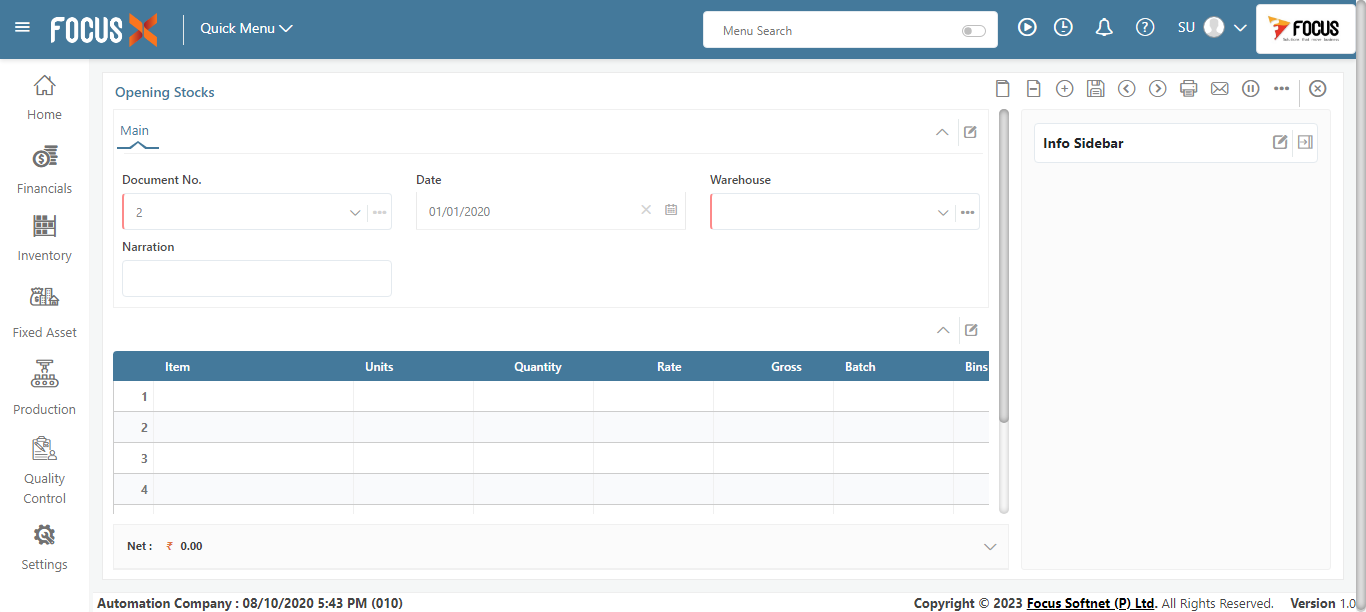 FOCUS X
Quick Menu
Menu Search
SU
FOCUS
Home
Financials
Inventory
Fixed Asset
Production
Quality
Control
Settings
Opening Stocks
Main
Document No.
Date
Warehouse
2
01/01/2020
Narration
Item Units Quantity Rate Gross Batch Bins
1
2
3
4
Net : ₹ 0.00
Info Sidebar
Automation Company : 08/10/2020 5:43 PM (010)
Copyright © 2023 Focus Softnet (P) Ltd. All Rights Reserved. Version 1.0